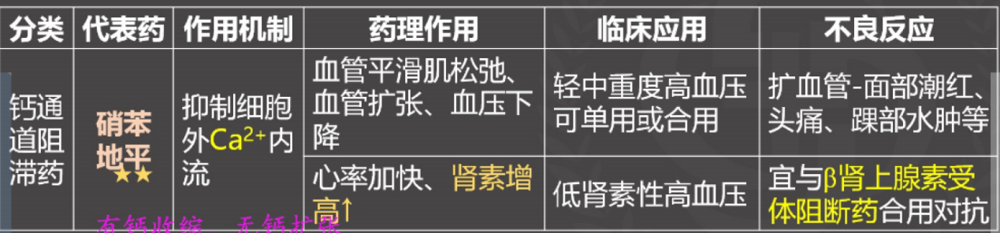 分类 代表药 作用机制 药理作用 临床应用 不良反应
钙通道阻滞药
硝苯地平★★
抑制细胞外Ca²⁺内流
血管平滑肌松弛、
血管扩张、血压下
降
轻中重度高血压
可单用或合用
扩血管-面部潮红、
头痛、踝部水肿等
心率加快、肾素增
高↑
低肾素性高血压
宜与β肾上腺素受
体阻断药合用对抗
有钙收缩 无钙扩张